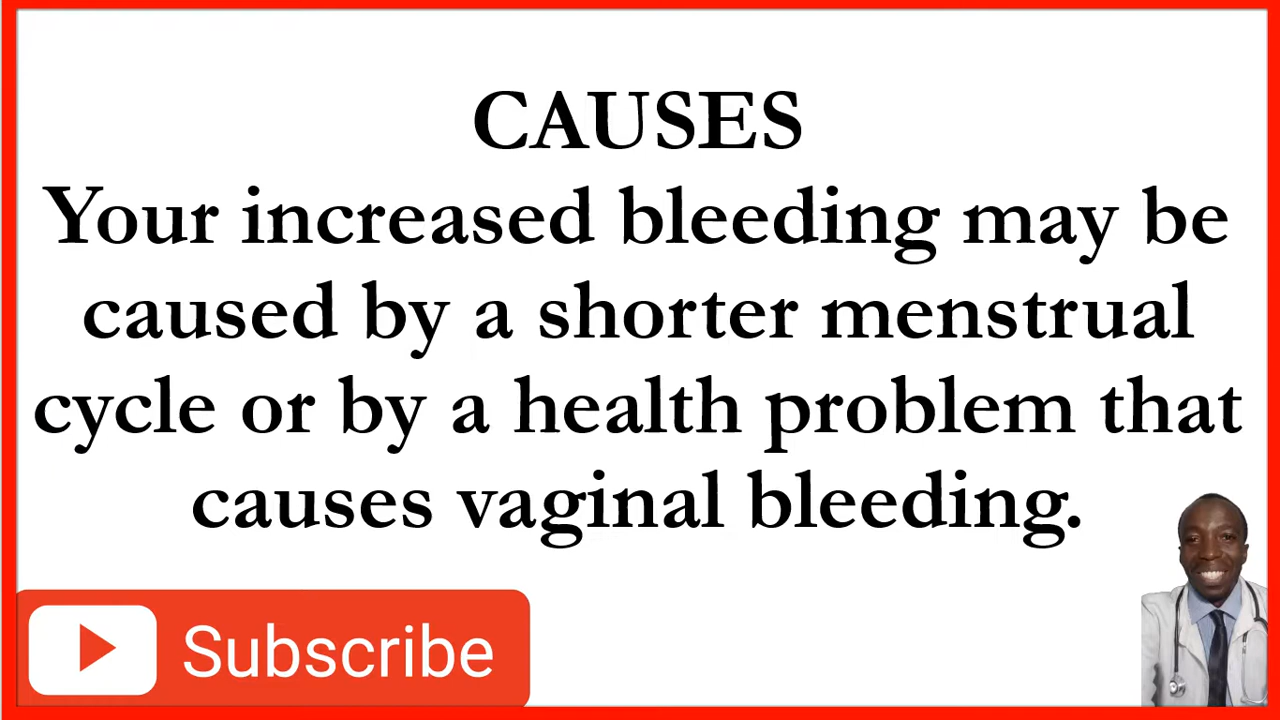 CAUSES
Your increased bleeding may be
caused by a shorter menstrual
cycle or by a health problem that
causes vaginal bleeding.
Subscribe